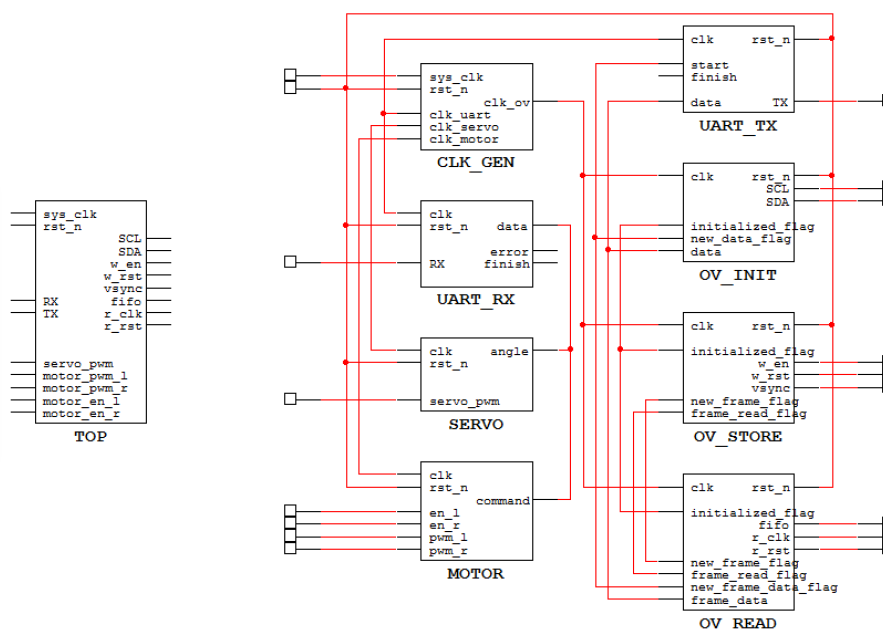 sys_clk
rst_n
SCL
SDA
w_en
w_rst
vsync
RX fifo
TX r_clk
r_rst
servo_pwm
motor_pwm_l
motor_pwm_r
motor_en_l
motor_en_r
TOP
sys_clk
rst_n
clk_ov
clk_uart
clk_servo
clk_motor
CLK_GEN
clk
rst_n data
error
RX finish
UART_RX
clk angle
rst_n
servo_pwm
SERVO
clk
rst_n
command
en_l
en_r
pwm_l
pwm_r
MOTOR
clk rst_n
start
finish
data TX
UART_TX
clk rst_n
SCL
SDA
initialized_flag
new_data_flag
data
OV_INIT
clk rst_n
initialized_flag
w_en
w_rst
vsync
new_frame_flag
frame_read_flag
OV_STORE
clk rst_n
initialized_flag
fifo
r_clk
r_rst
new_frame_flag
frame_read_flag
new_frame_data_flag
frame_data
OV_READ